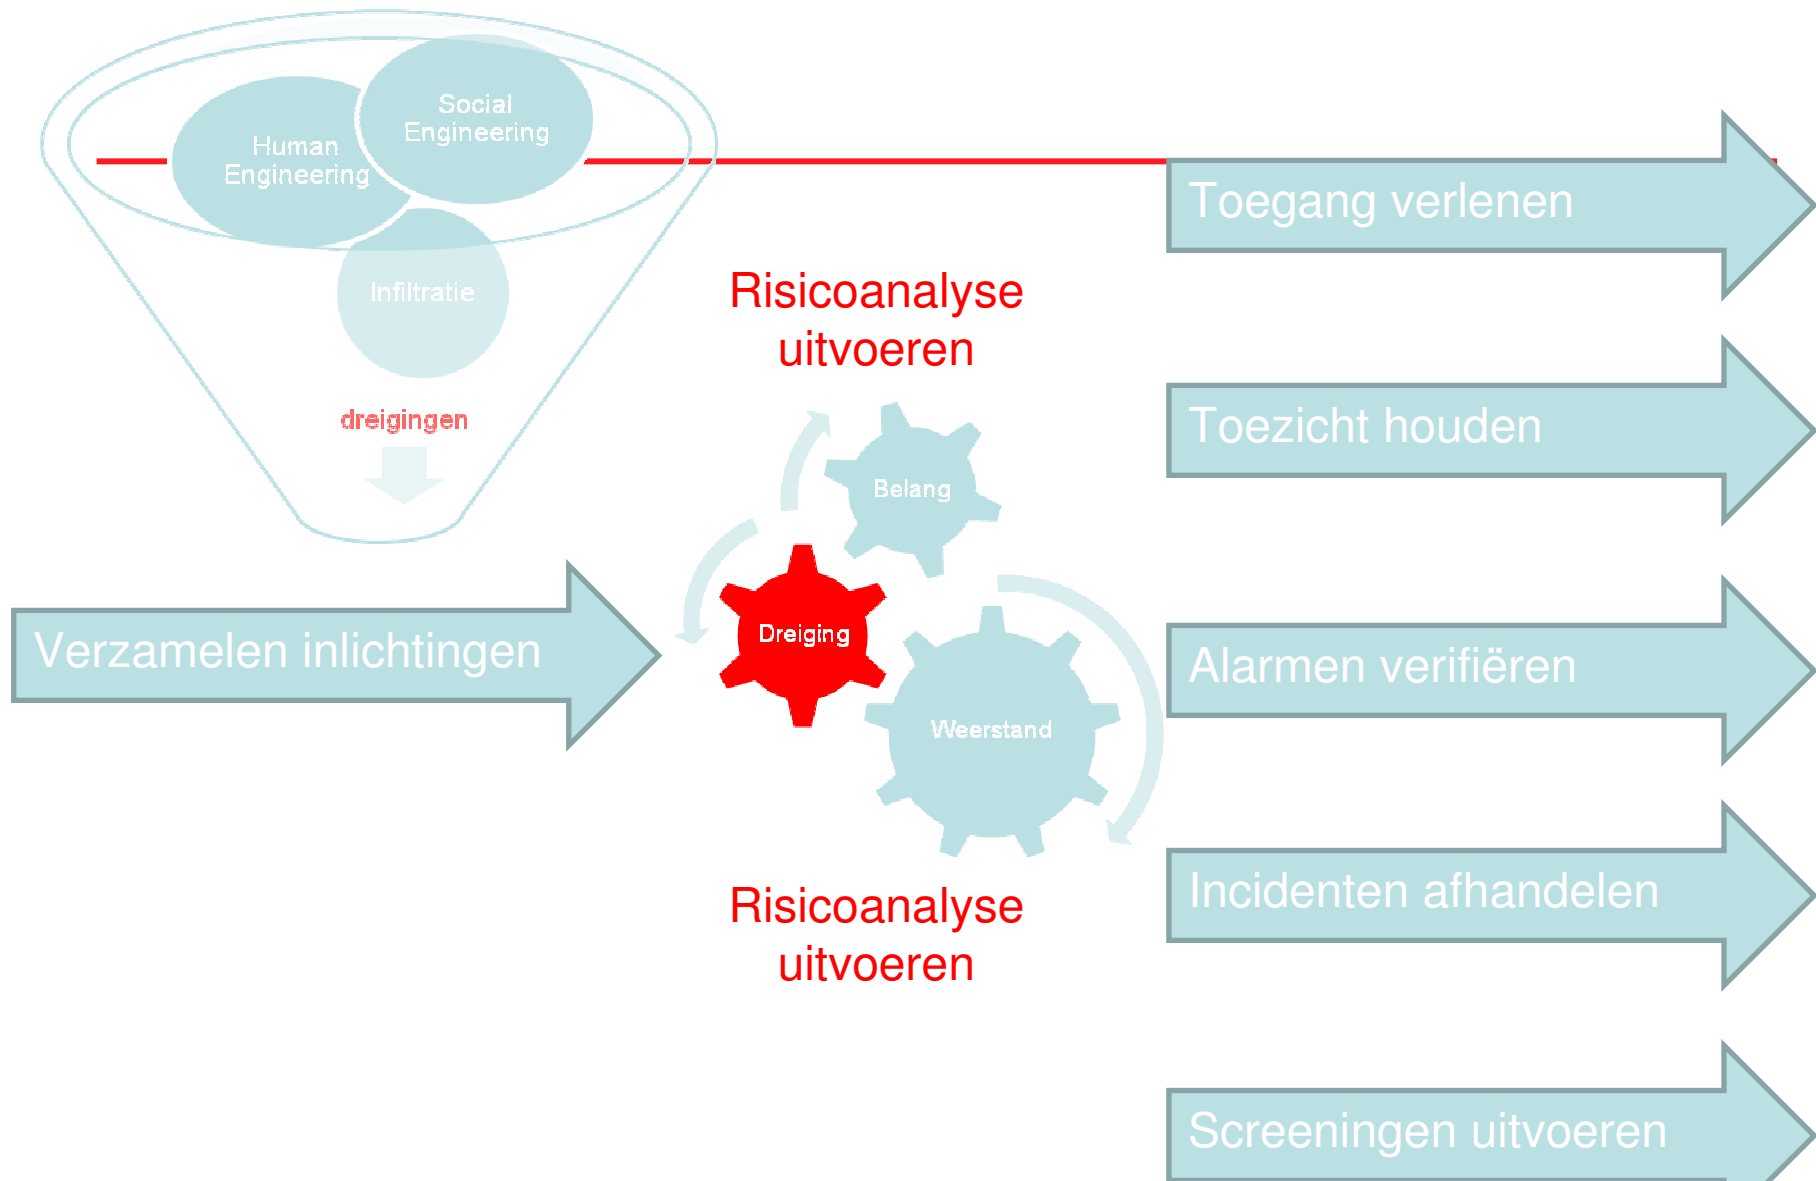 Social
Engineering
Human
Engineering
Infiltratie
dreigingen
Verzamelen inlichtingen
Risicoanalyse
uitvoeren
Belang
Dreiging
Weerstand
Risicoanalyse
uitvoeren
Toegang verlenen
Toezicht houden
Alarmen verifiëren
Incidenten afhandelen
Screeningen uitvoeren